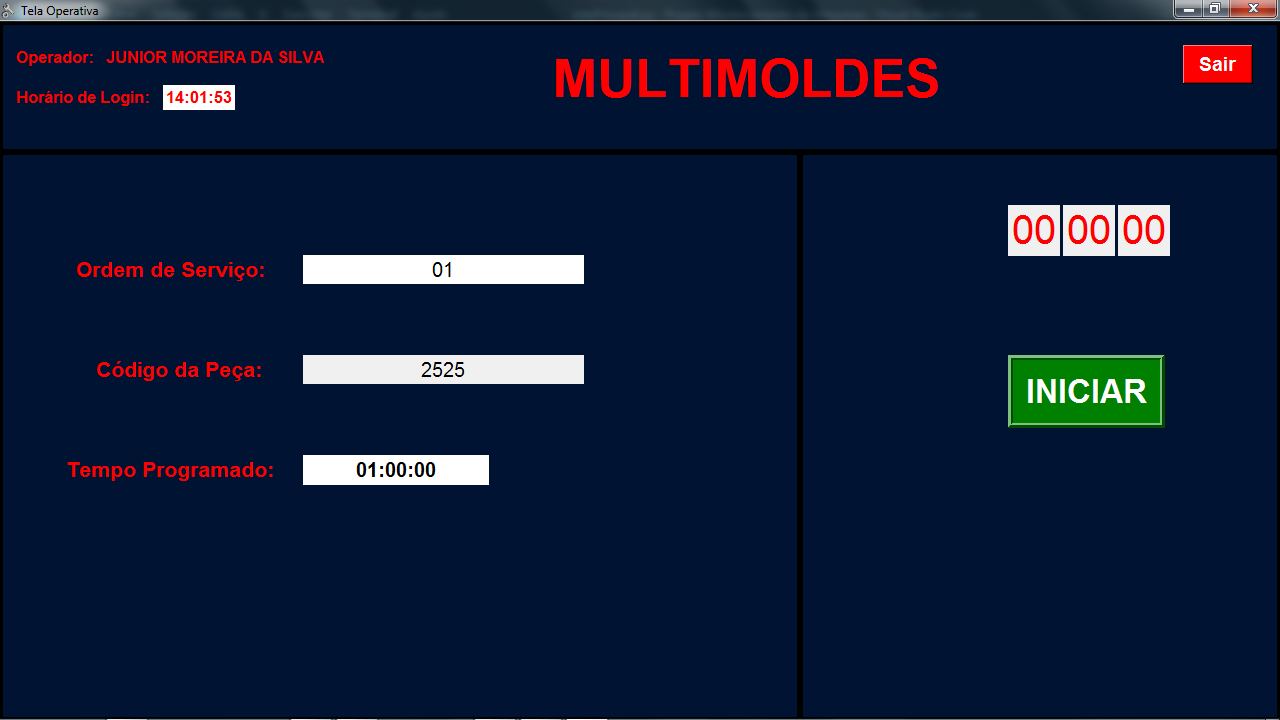 Tela Operativa
Operador: JUNIOR MOREIRA DA SILVA
Horário de Login: 14:01:53
MULTIMOLDES
Sair
Ordem de Serviço: 01
Código da Peça: 2525
Tempo Programado: 01:00:00
00 00 00
INICIAR